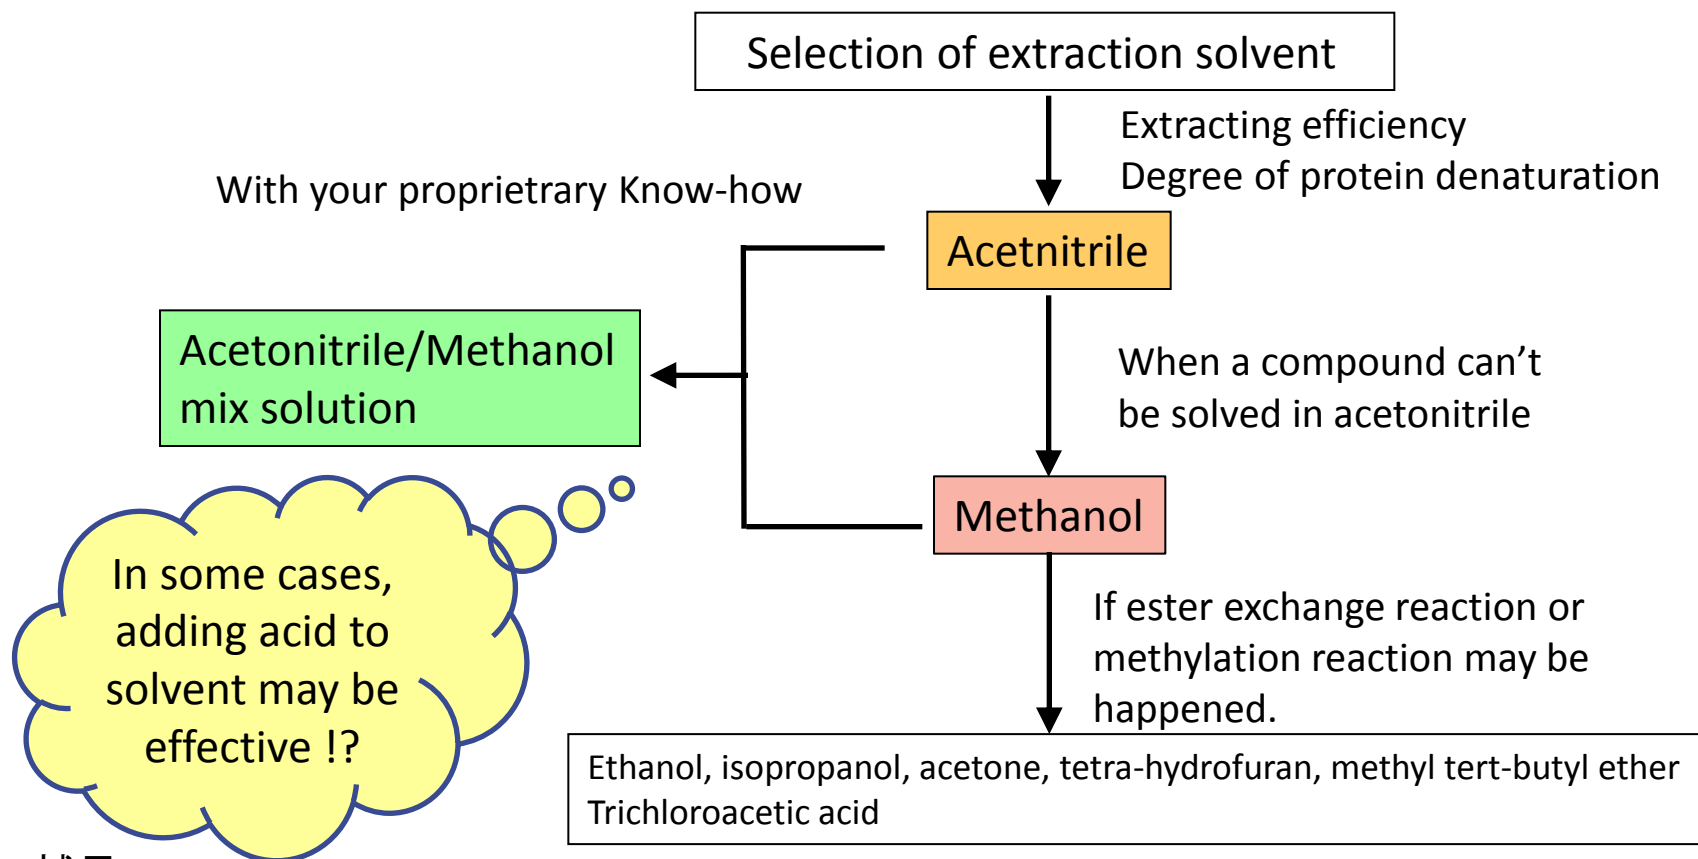 Selection of extraction solvent
Extracting efficiency
Degree of protein denaturation
With your proprietrary Know-how
Acetnitrile
Acetonitrile/Methanol
mix solution
When a compound can't
be solved in acetonitrile
Methanol
In some cases,
adding acid to
solvent may be
effective !?
If ester exchange reaction or
methylation reaction may be
happened.
Ethanol, isopropanol, acetone, tetra-hydrofuran, methyl tert-butyl ether
Trichloroacetic acid